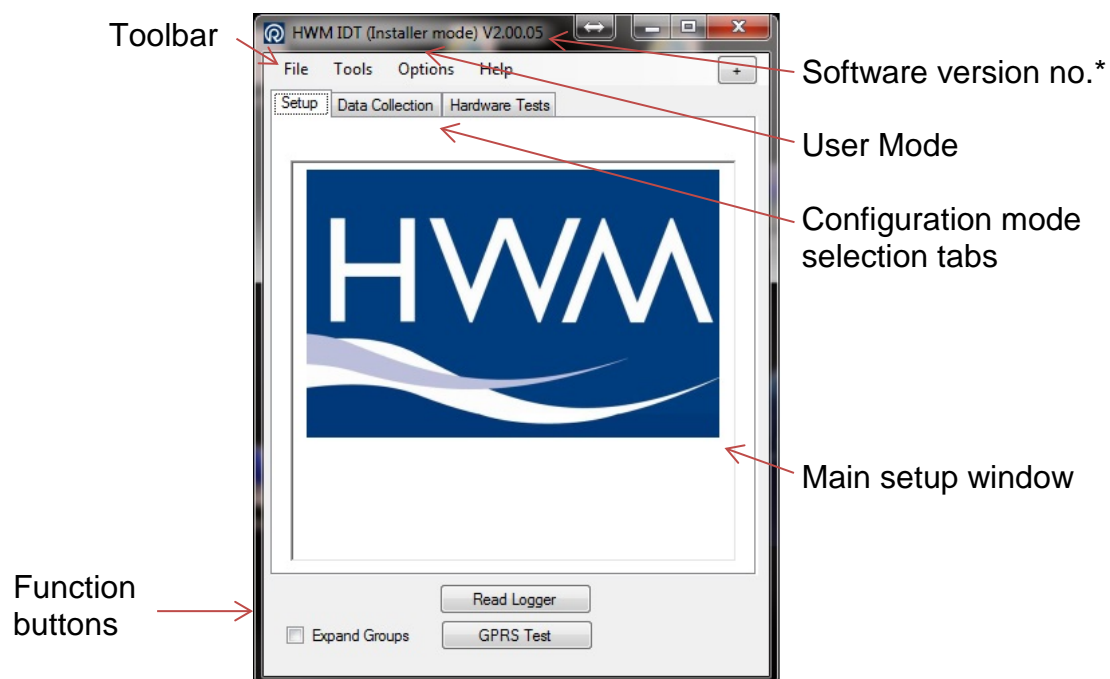 Toolbar
HWM IDT (Installer mode) V2.00.05
File Tools Options Help +
Setup Data Collection Hardware Tests
HWM
Software version no.*
User Mode
Configuration mode
selection tabs
Main setup window
Function
buttons
Read Logger
Expand Groups GPRS Test